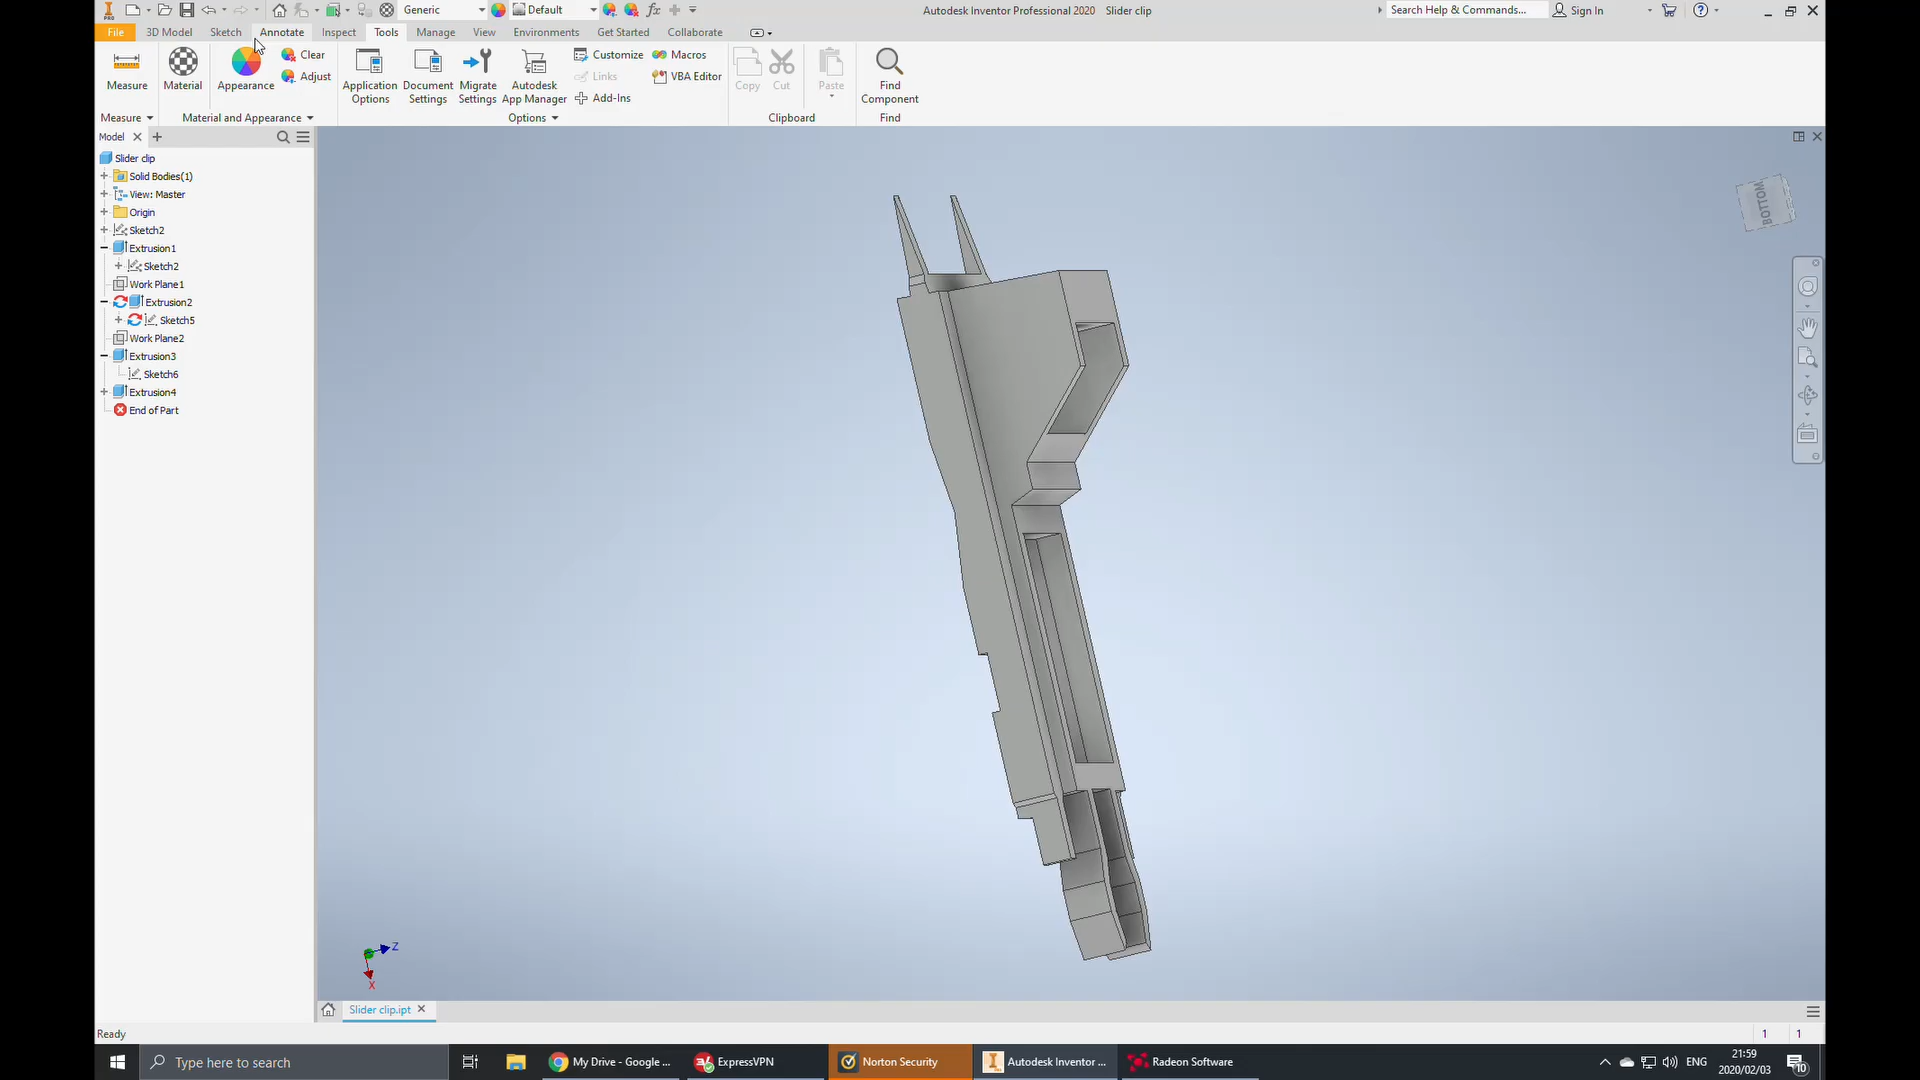 PRO
Generic
Default
fx
Autodesk Inventor Professional 2020 Slider clip
Search Help & Commands...
Sign In
File
3D Model
Sketch
Annotate
Inspect
Tools
Manage
View
Environments
Get Started
Collaborate
Measure
Material
Appearance
Clear
Adjust
Application Options
Document Settings
Migrate Settings
Autodesk App Manager
Customize
Links
Add-Ins
Macros
VBA Editor
Copy
Cut
Paste
Find Component
Measure
Material and Appearance
Options
Clipboard
Find
Model
Slider clip
Solid Bodies(1)
View: Master
Origin
Sketch2
Extrusion1
Sketch2
Work Plane1
Extrusion2
Sketch5
Work Plane2
Extrusion3
Sketch6
Extrusion4
End of Part
BOTTOM
Z
X
Slider clip.ipt
Ready
1 1
Type here to search
My Drive - Google ...
ExpressVPN
Norton Security
Autodesk Inventor ...
Radeon Software
ENG
21:59
2020/02/03
10